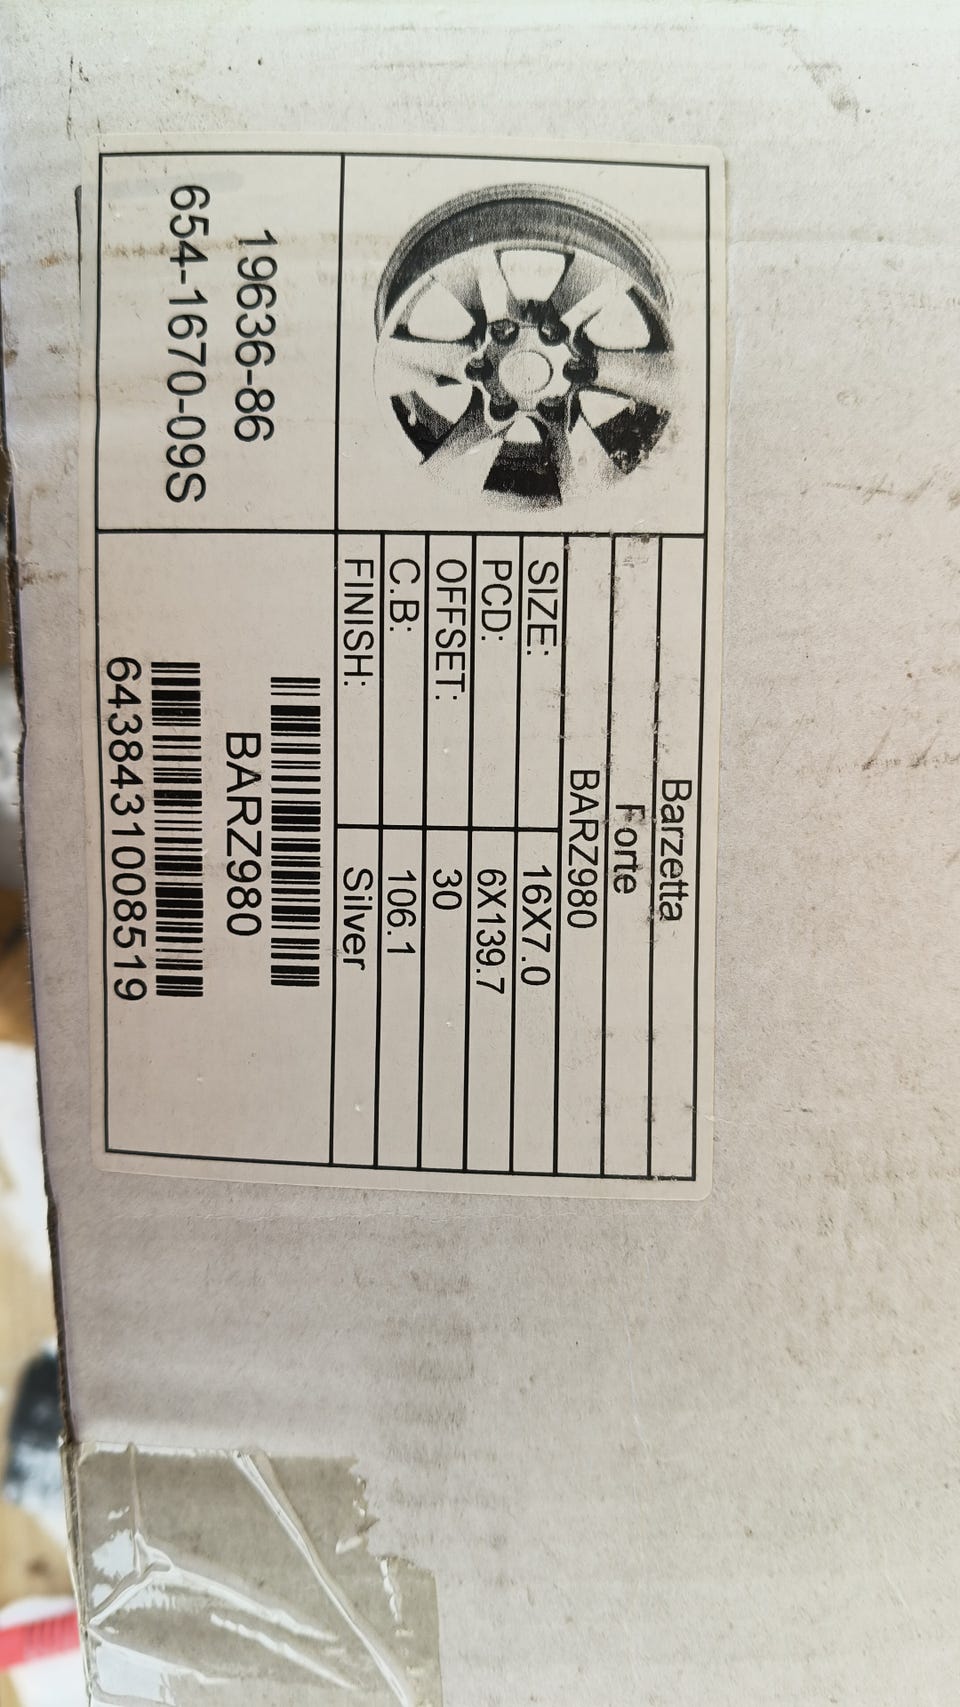 Barzetta
Forte
BARZ980
SIZE: 16X7.0
PCD: 6X139.7
OFFSET: 30
C.B: 106.1
FINISH: Silver
19636-86
654-1670-09S
BARZ980
6438431008519